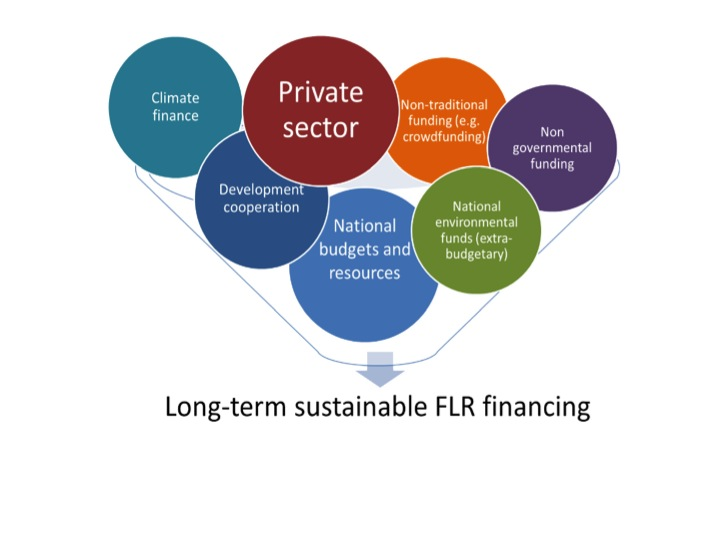 Climate
finance
Private
sector
Non-traditional
funding (e.g.
crowdfunding)
Non
governmental
funding
Development
cooperation
National
budgets and
resources
National
environmental
funds (extra-
budgetary)
Long-term sustainable FLR financing